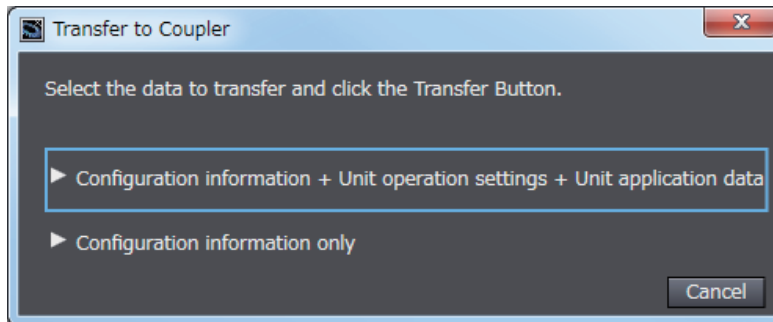 Transfer to Coupler
Select the data to transfer and click the Transfer Button.
Configuration information + Unit operation settings + Unit application data
Configuration information only
Cancel